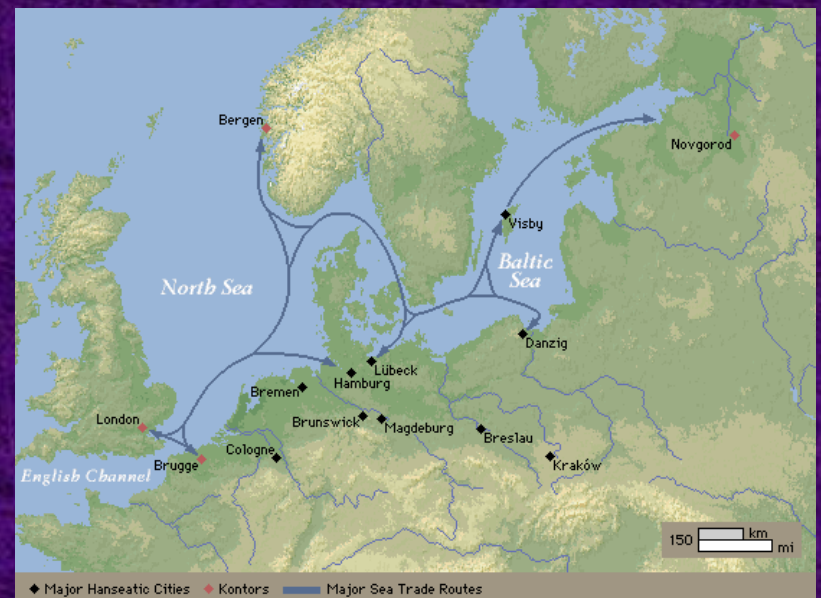 Bergen
Novgorod
Visby
North Sea
Baltic
Sea
Danzig
Lübeck
Hamburg
Bremen
London
Brunswick
Magdeburg
Breslau
Cologne
Brugge
Kraków
English Channel
150 km
mi
Major Hanseatic Cities Kontors Major Sea Trade Routes